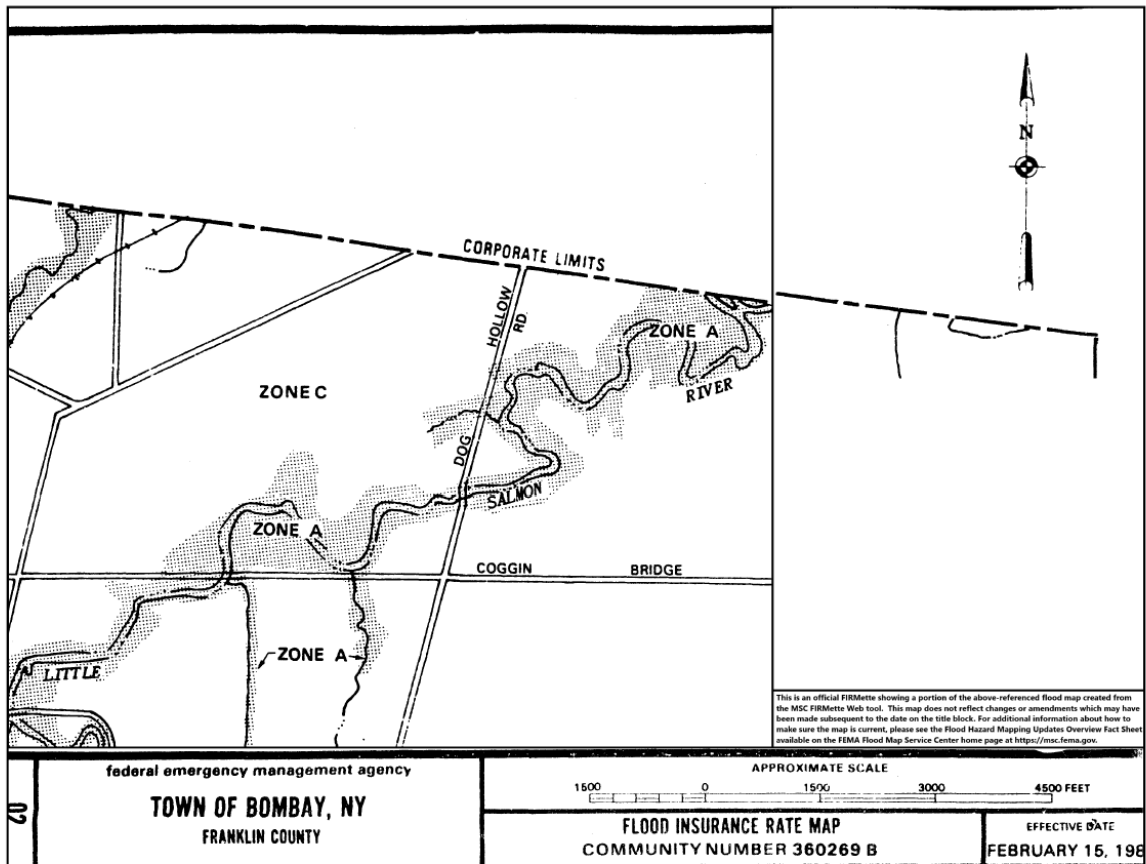 N
CORPORATE LIMITS
HOLLOW
RD.
ZONE A
RIVER
ZONE C
DOG
SALMON
ZONE A
COGGIN BRIDGE
ZONE A
LITTLE
This is an official FIRMette showing a portion of the above-referenced flood map created from
the MSC FIRMette Web tool. This map does not reflect changes or amendments which may have
been made subsequent to the date on the title block. For additional information about how to
make sure the map is current, please see the Flood Hazard Mapping Updates Overview Fact Sheet
available on the FEMA Flood Map Service Center home page at https://msc.fema.gov.
federal emergency management agency
TOWN OF BOMBAY, NY
FRANKLIN COUNTY
APPROXIMATE SCALE
1500 0 1500 3000 4500 FEET
FLOOD INSURANCE RATE MAP
COMMUNITY NUMBER 360269 B
EFFECTIVE DATE
FEBRUARY 15, 198